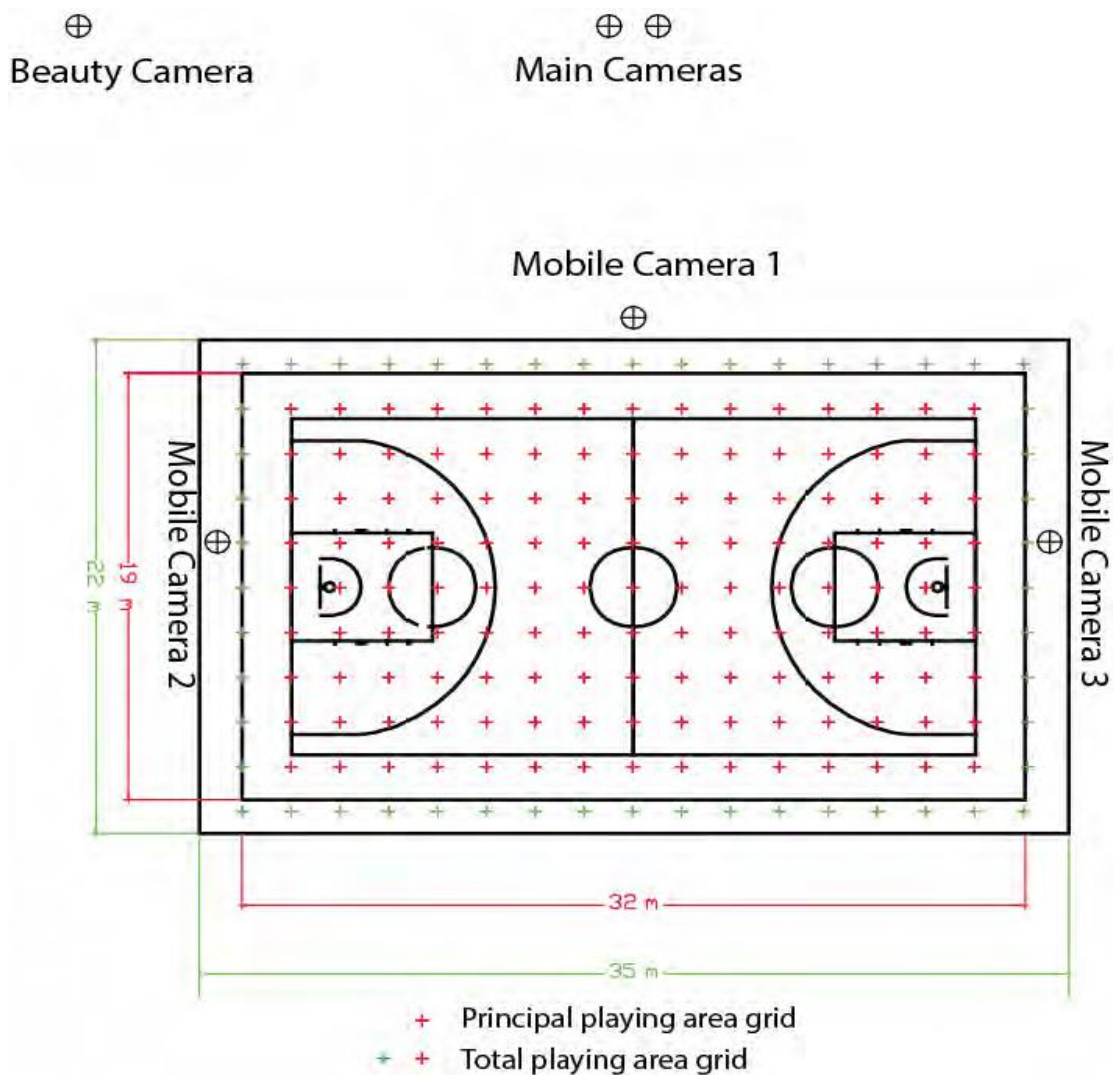 Beauty Camera
Main Cameras
Mobile Camera 1
Mobile Camera 2
22 m
19 m
Mobile Camera 3
32 m
35 m
Principal playing area grid
Total playing area grid